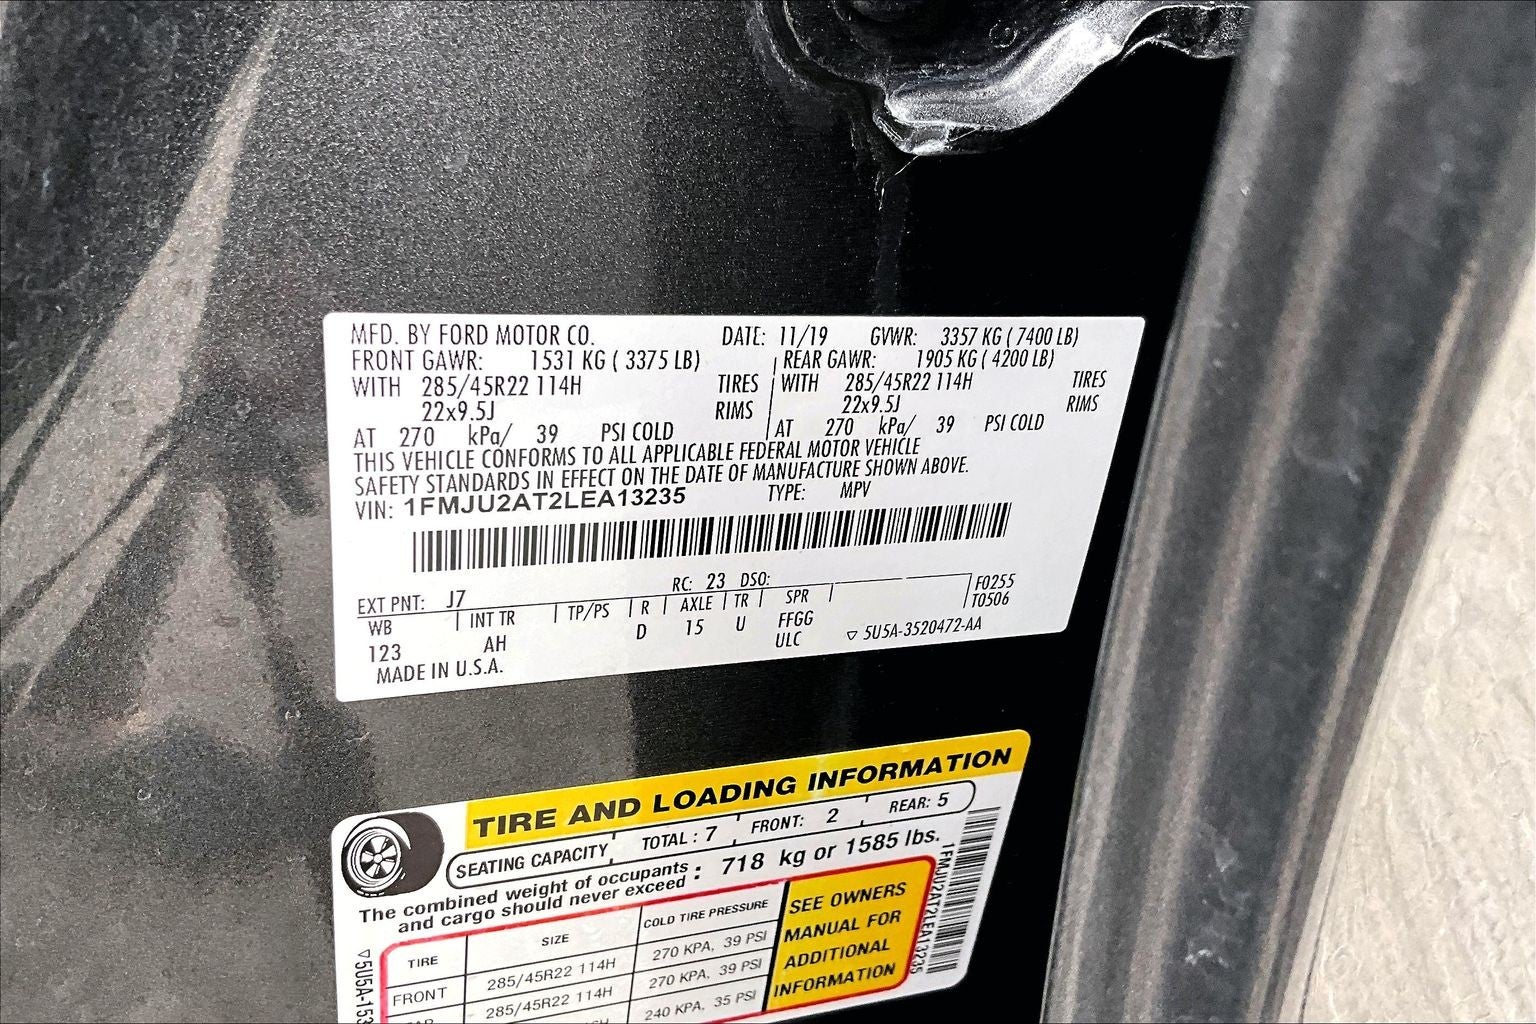 MFD. BY FORD MOTOR CO. DATE: 11/19 GVWR: 3357 KG ( 7400 LB)
FRONT GAWR: 1531 KG ( 3375 LB) REAR GAWR: 1905 KG ( 4200 LB)
WITH 285/45R22 114H TIRES WITH 285/45R22 114H TIRES
22x9.5J RIMS 22x9.5J RIMS
AT 270 kPa/ 39 PSI COLD AT 270 kPa/ 39 PSI COLD
THIS VEHICLE CONFORMS TO ALL APPLICABLE FEDERAL MOTOR VEHICLE
SAFETY STANDARDS IN EFFECT ON THE DATE OF MANUFACTURE SHOWN ABOVE.
VIN: 1FMJU2AT2LEA13235 TYPE: MPV
EXT PNT: J7 RC: 23 DSO: F0255
WB INT TR TP/PS R AXLE TR SPR T0506
123 AH D 15 U FFGG
ULC 5U5A-3520472-AA
MADE IN U.S.A.
TIRE AND LOADING INFORMATION
SEATING CAPACITY TOTAL : 7 FRONT: 2 REAR: 5
The combined weight of occupants and cargo should never exceed : 718 kg or 1585 lbs.
TIRE SIZE COLD TIRE PRESSURE
FRONT 285/45R22 114H 270 KPA, 39 PSI
285/45R22 114H 270 KPA, 39 PSI
240 KPA, 35 PSI
SEE OWNERS
MANUAL FOR
ADDITIONAL
INFORMATION
1FMJU2AT2LEA13235
5U5A-153